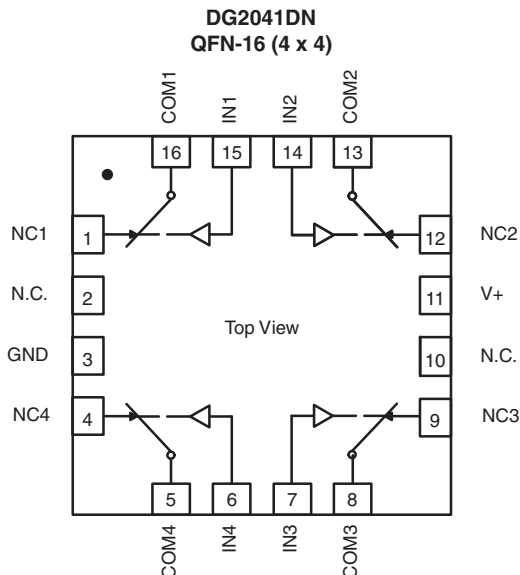 DG2041DN
QFN-16 (4 x 4)
COM1 IN1 IN2 COM2
16 15 14 13
NC1 1 12 NC2
N.C. 2 11 V+
Top View
GND 3 10 N.C.
NC4 4 9 NC3
5 6 7 8
COM4 IN4 IN3 COM3